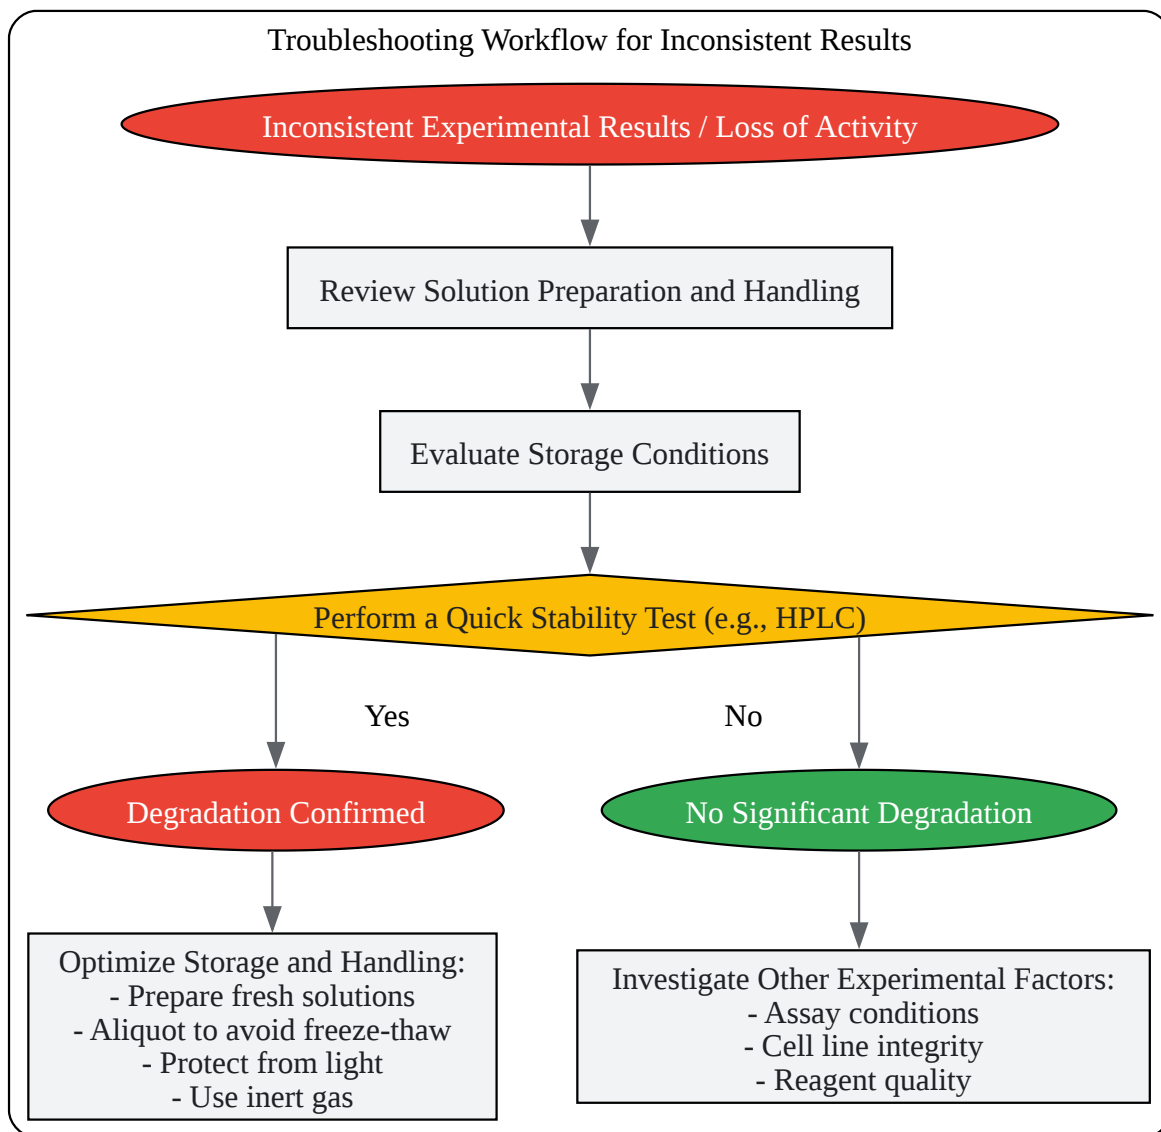 Troubleshooting Workflow for Inconsistent Results
Inconsistent Experimental Results / Loss of Activity
Review Solution Preparation and Handling
Evaluate Storage Conditions
Perform a Quick Stability Test (e.g., HPLC)
Yes
No
Degradation Confirmed
No Significant Degradation
Optimize Storage and Handling:
- Prepare fresh solutions
- Aliquot to avoid freeze-thaw
- Protect from light
- Use inert gas
Investigate Other Experimental Factors:
- Assay conditions
- Cell line integrity
- Reagent quality